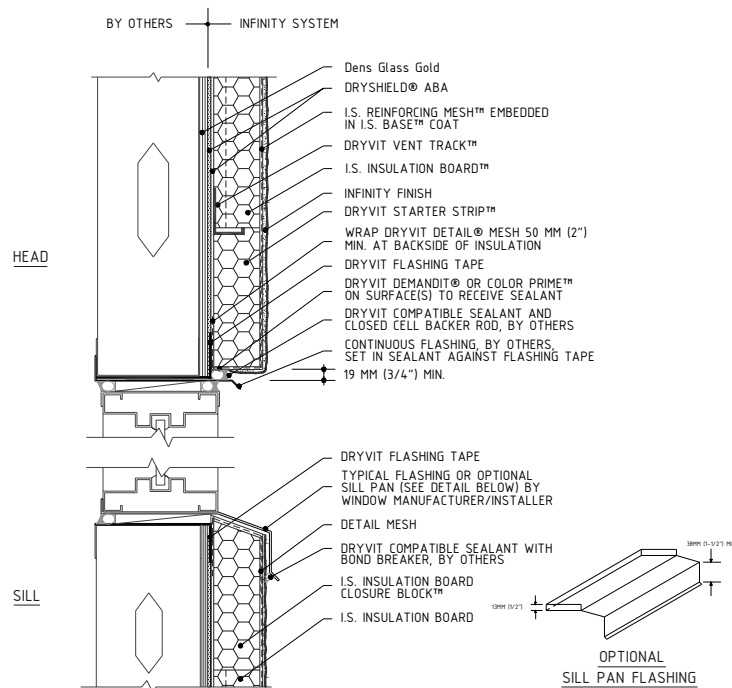 BY OTHERS
INFINITY SYSTEM
Dens Glass Gold
DRYSHIELD® ABA
I.S. REINFORCING MESH™ EMBEDDED
IN I.S. BASE™ COAT
DRYVIT VENT TRACK™
I.S. INSULATION BOARD™
INFINITY FINISH
DRYVIT STARTER STRIP™
WRAP DRYVIT DETAIL® MESH 50 MM (2")
MIN. AT BACKSIDE OF INSULATION
DRYVIT FLASHING TAPE
DRYVIT DEMANDIT® OR COLOR PRIME™
ON SURFACE(S) TO RECEIVE SEALANT
DRYVIT COMPATIBLE SEALANT AND
CLOSED CELL BACKER ROD, BY OTHERS
CONTINUOUS FLASHING, BY OTHERS,
SET IN SEALANT AGAINST FLASHING TAPE
19 MM (3/4") MIN.
HEAD
DRYVIT FLASHING TAPE
TYPICAL FLASHING OR OPTIONAL
SILL PAN (SEE DETAIL BELOW) BY
WINDOW MANUFACTURER/INSTALLER
DETAIL MESH
DRYVIT COMPATIBLE SEALANT WITH
BOND BREAKER, BY OTHERS
I.S. INSULATION BOARD
CLOSURE BLOCK™
I.S. INSULATION BOARD
SILL
38MM (1-1/2") MI
13MM (1/2")
OPTIONAL
SILL PAN FLASHING